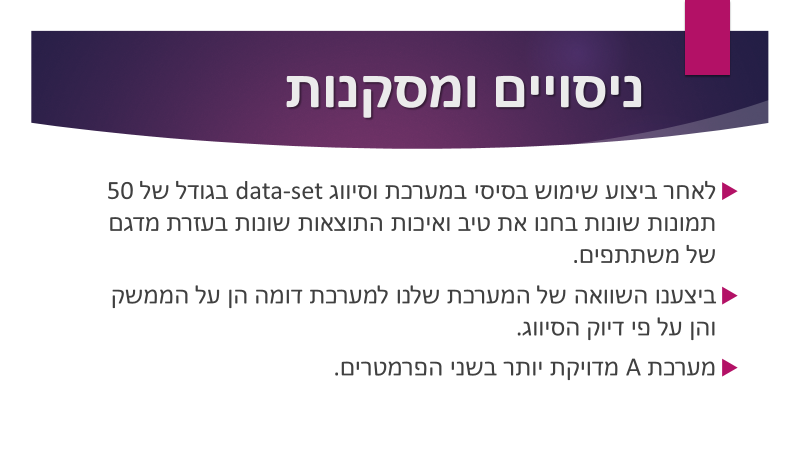 ניסויים ומסקנות
לאחר ביצוע שימוש בסיסי במערכת וסיווג data-set בגודל של 50
תמונות שונות בחנו את טיב ואיכות התוצאות שונות בעזרת מדגם
של משתתפים.
ביצענו השוואה של המערכת שלנו למערכת דומה הן על הממשק
והן על פי דיוק הסיווג.
מערכת A מדויקת יותר בשני הפרמטרים.